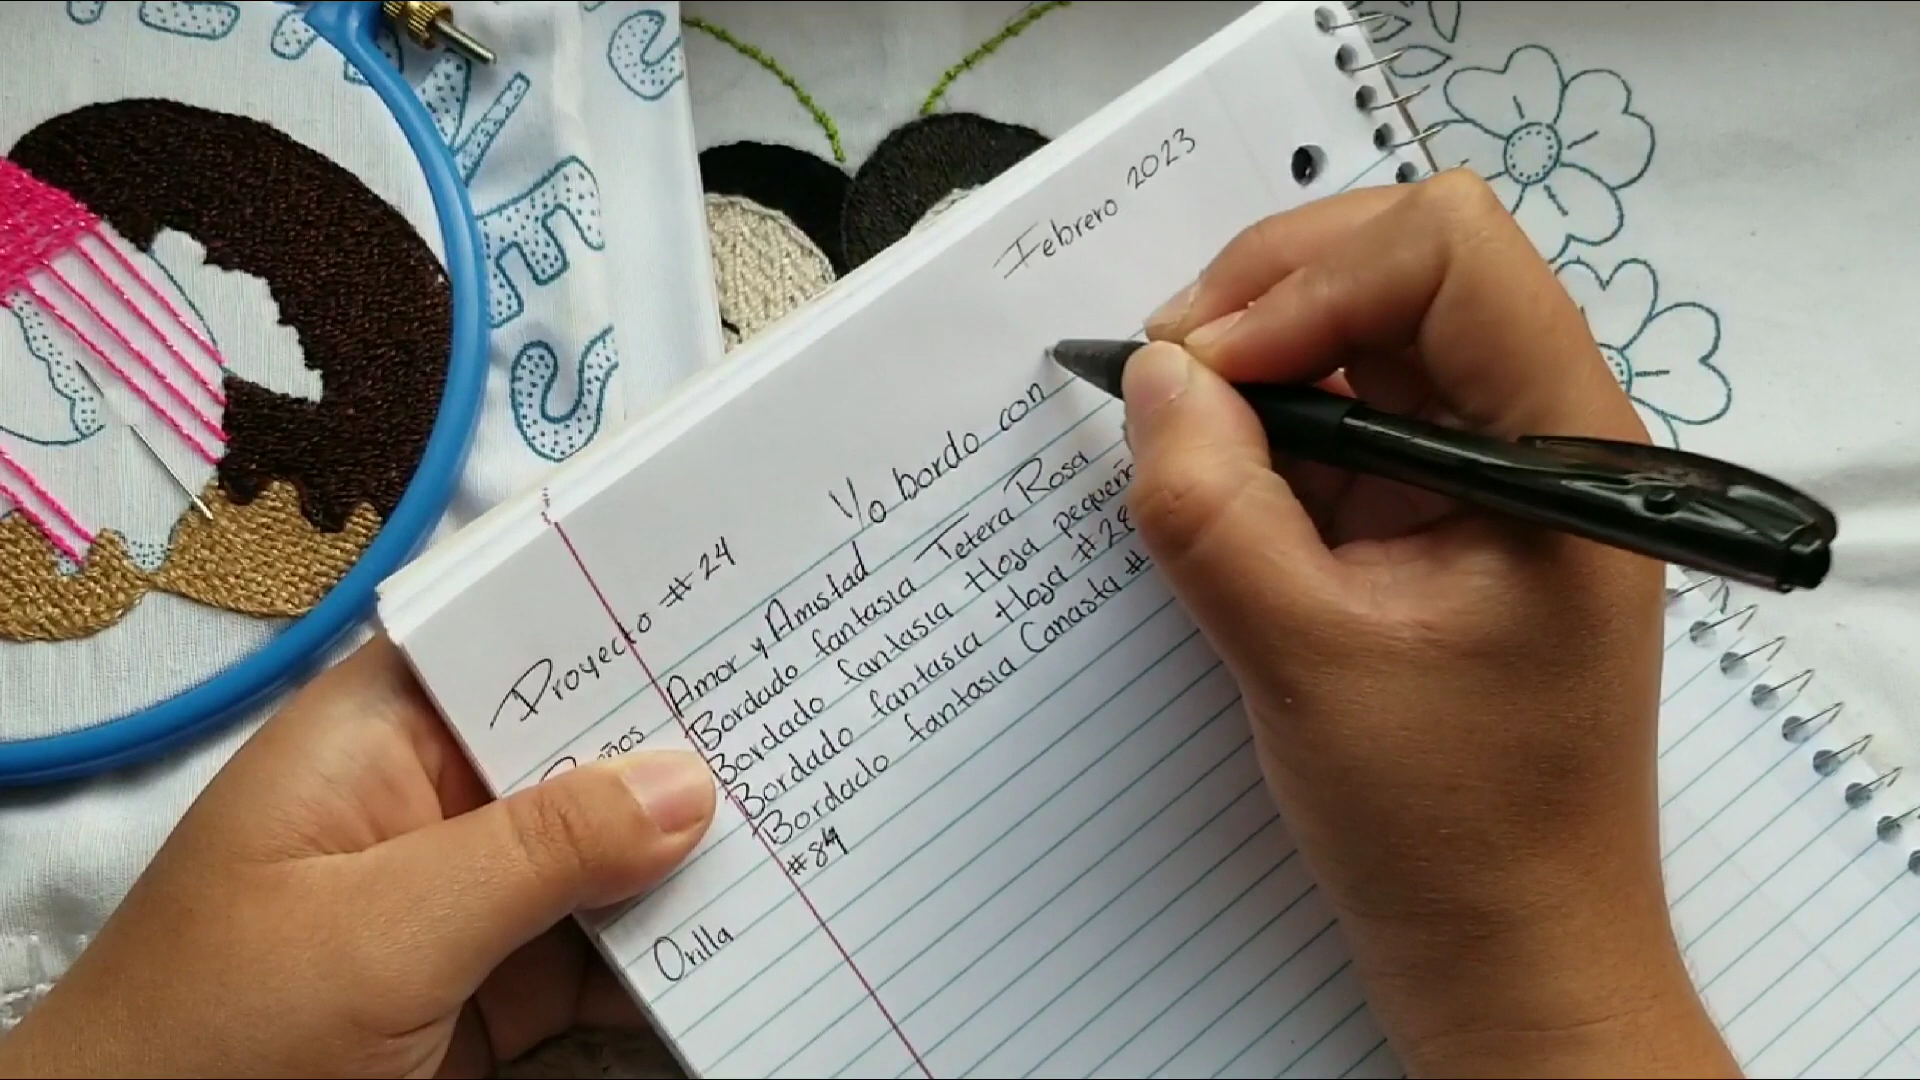 Febrero 2023
Proyecto #24 Yo bordo con
Amor y Amistad
Bordado fantasia Tetera Rosa
Bordado fantasia Hoja
Bordado fantasia Hoja #28
Bordado fantasia Canasta #
#84
Orilla